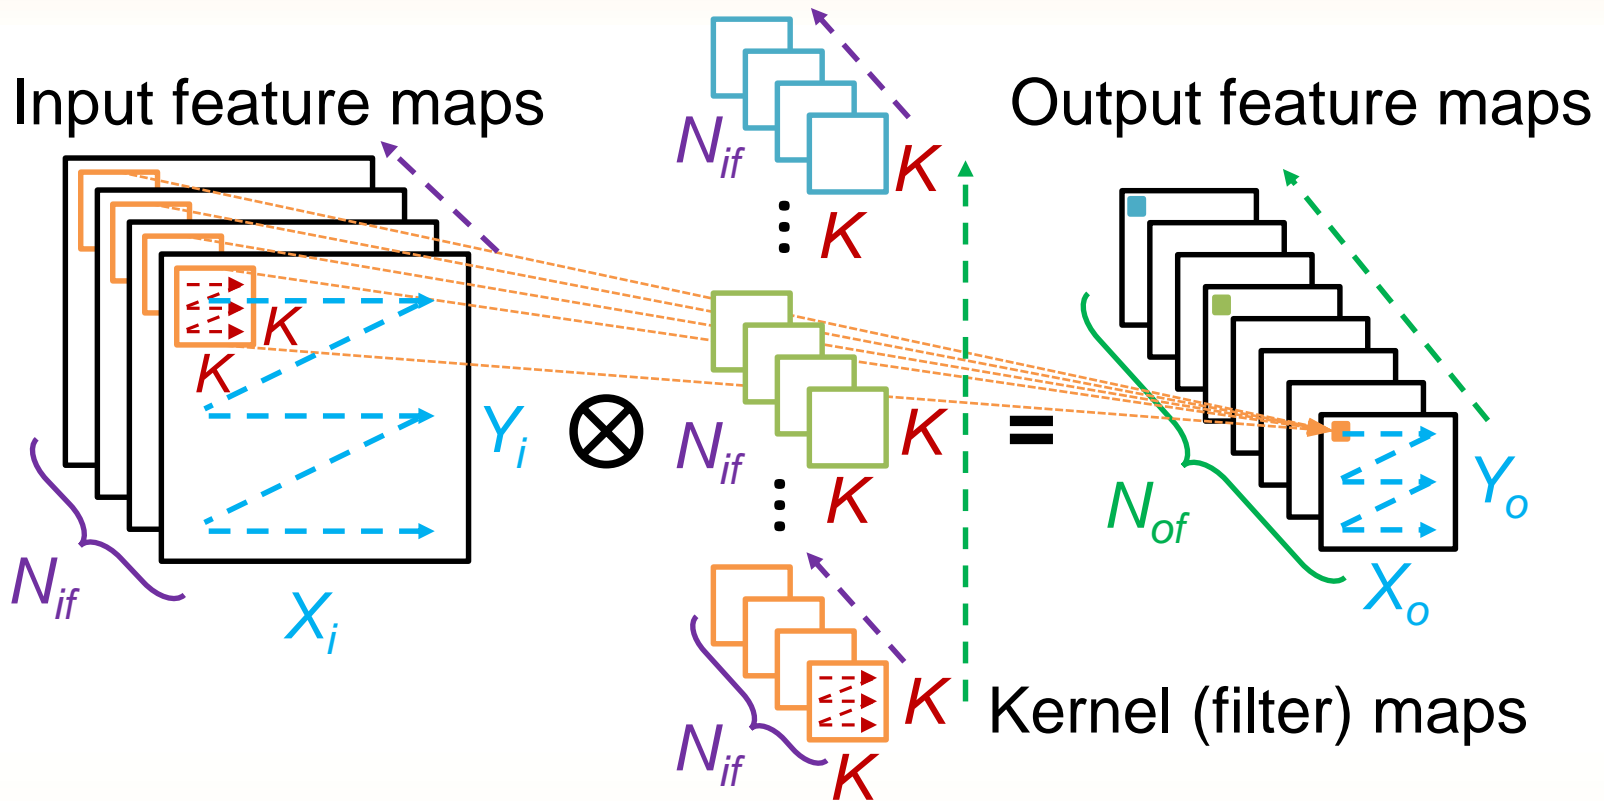 Input feature maps
Output feature maps
N_if
K
K
K
K
Y_i
N_if
K
K
N_of
Y_o
N_if
X_i
X_o
K
N_if
K
Kernel (filter) maps
=